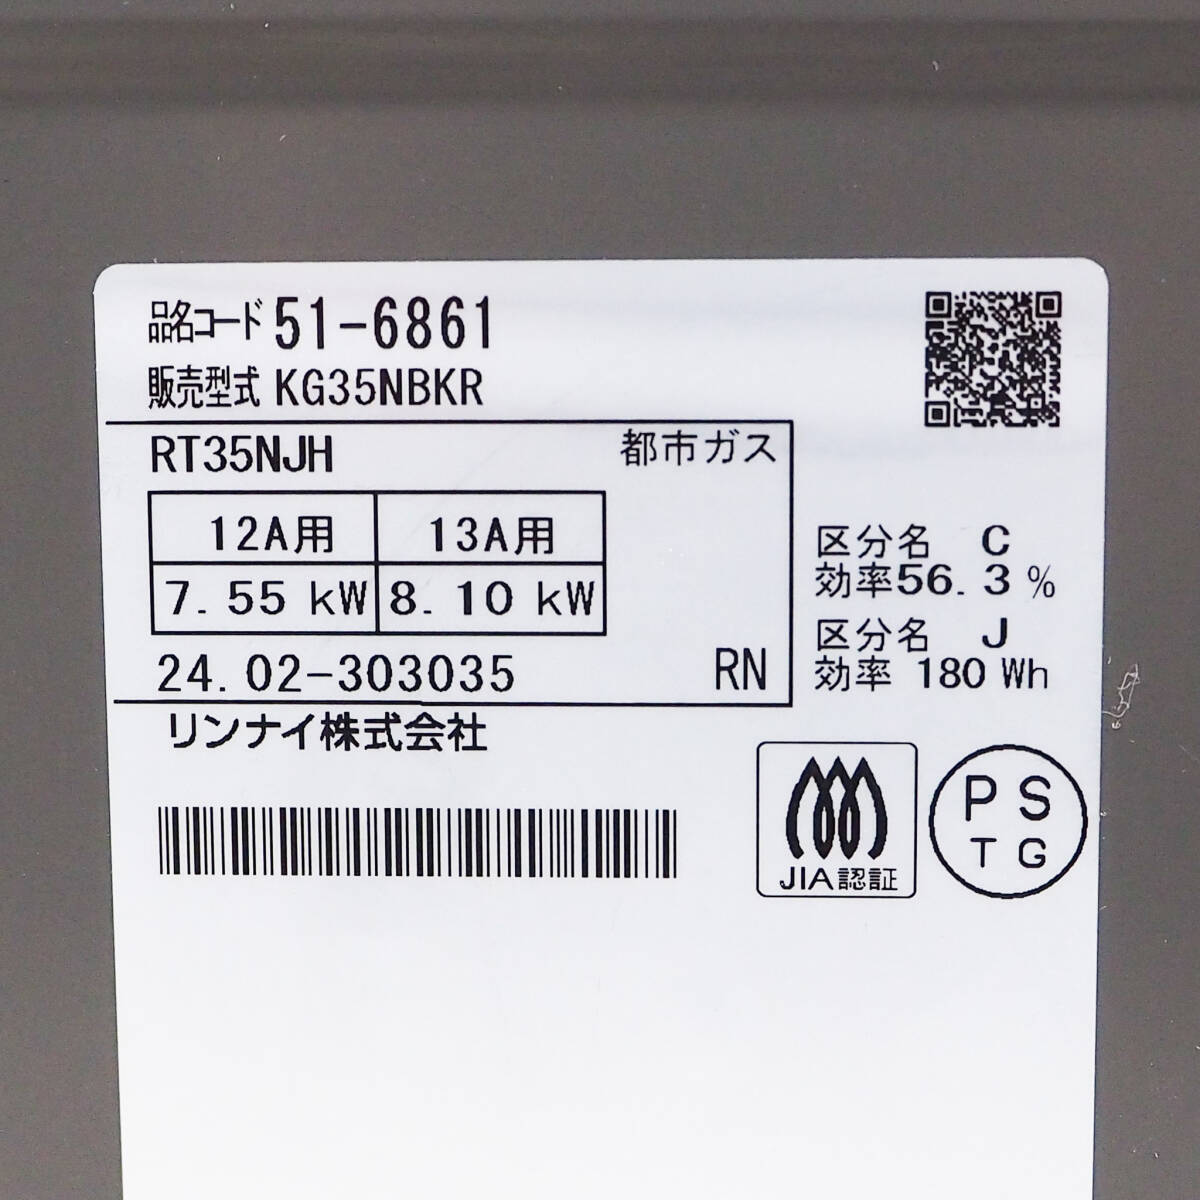 品名コード 51-6861
販売型式 KG35NBKR
RT35NJH 都市ガス
12A用 13A用
7.55 kW 8.10 kW
24.02-303035 RN
リンナイ株式会社
区分名 C
効率56.3 %
区分名 J
効率 180 Wh
JIA認証
PS
TG